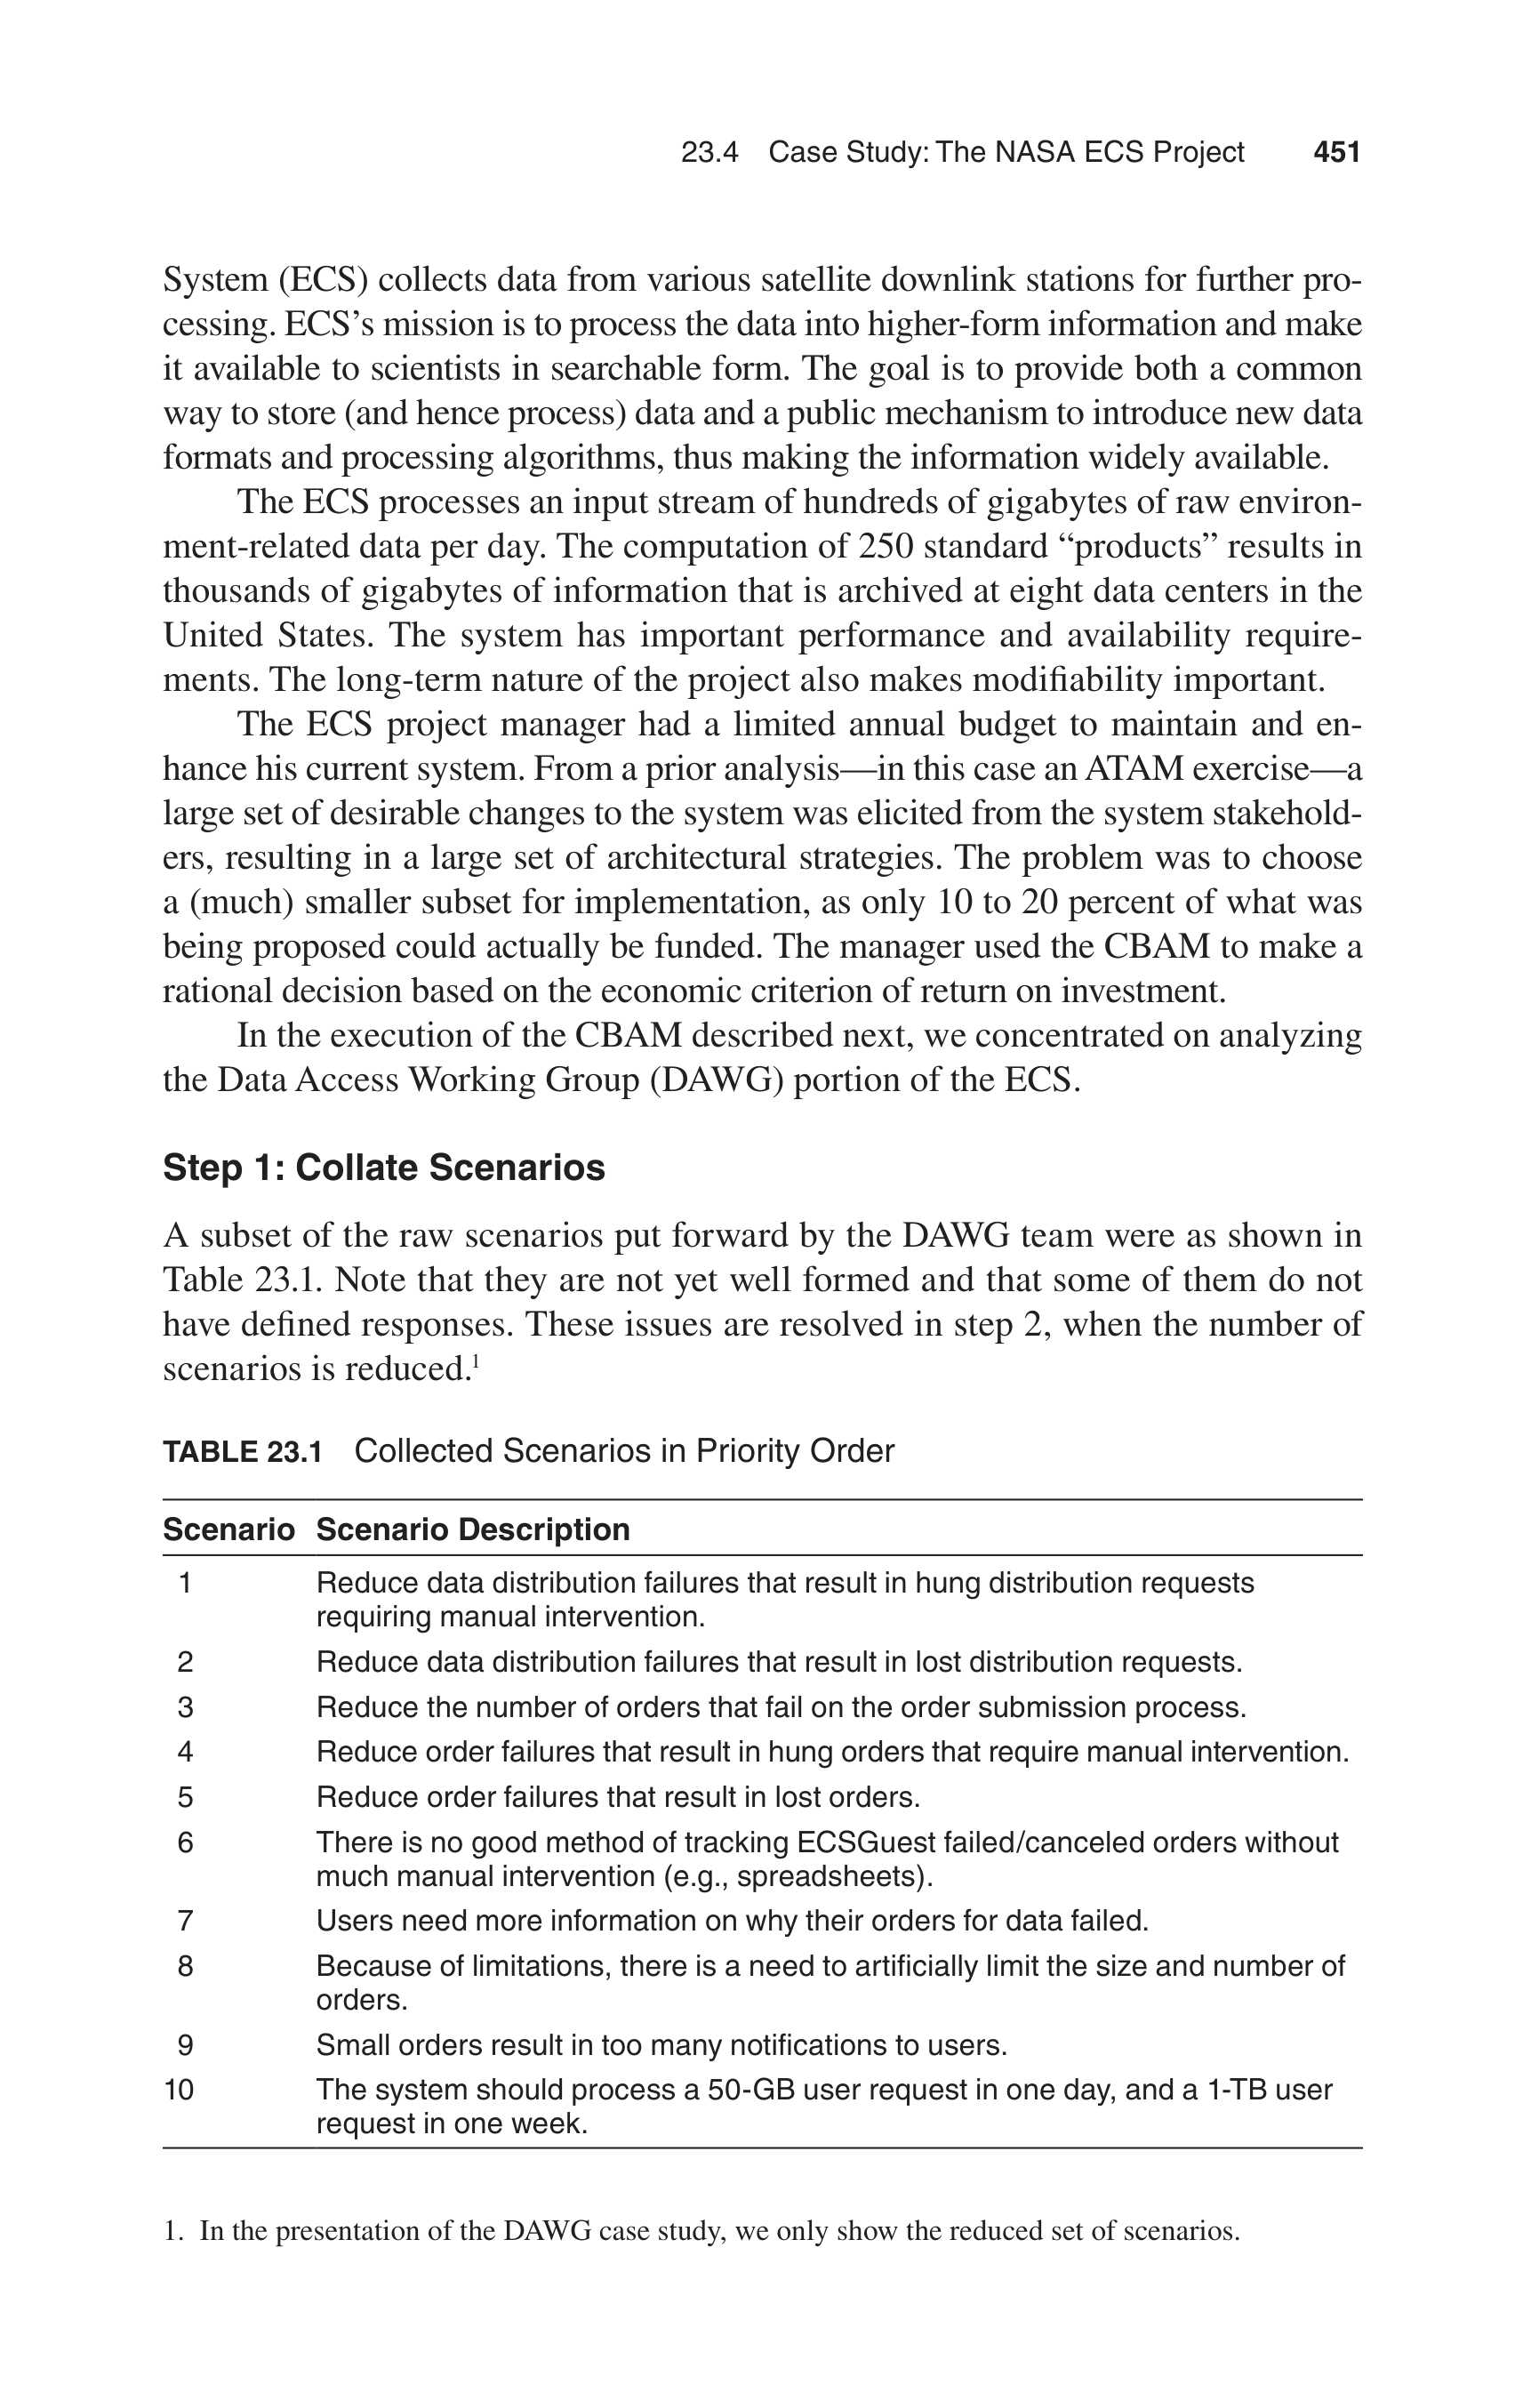 23.4 Case Study: The NASA ECS Project 451
System (ECS) collects data from various satellite downlink stations for further pro-
cessing. ECS’s mission is to process the data into higher-form information and make
it available to scientists in searchable form. The goal is to provide both a common
way to store (and hence process) data and a public mechanism to introduce new data
formats and processing algorithms, thus making the information widely available.
The ECS processes an input stream of hundreds of gigabytes of raw environ-
ment-related data per day. The computation of 250 standard “products” results in
thousands of gigabytes of information that is archived at eight data centers in the
United States. The system has important performance and availability require-
ments. The long-term nature of the project also makes modifiability important.
The ECS project manager had a limited annual budget to maintain and en-
hance his current system. From a prior analysis—in this case an ATAM exercise—a
large set of desirable changes to the system was elicited from the system stakehold-
ers, resulting in a large set of architectural strategies. The problem was to choose
a (much) smaller subset for implementation, as only 10 to 20 percent of what was
being proposed could actually be funded. The manager used the CBAM to make a
rational decision based on the economic criterion of return on investment.
In the execution of the CBAM described next, we concentrated on analyzing
the Data Access Working Group (DAWG) portion of the ECS.
Step 1: Collate Scenarios
A subset of the raw scenarios put forward by the DAWG team were as shown in
Table 23.1. Note that they are not yet well formed and that some of them do not
have defined responses. These issues are resolved in step 2, when the number of
scenarios is reduced.1
TABLE 23.1 Collected Scenarios in Priority Order
Scenario Scenario Description
1 Reduce data distribution failures that result in hung distribution requests
requiring manual intervention.
2 Reduce data distribution failures that result in lost distribution requests.
3 Reduce the number of orders that fail on the order submission process.
4 Reduce order failures that result in hung orders that require manual intervention.
5 Reduce order failures that result in lost orders.
6 There is no good method of tracking ECSGuest failed/canceled orders without
much manual intervention (e.g., spreadsheets).
7 Users need more information on why their orders for data failed.
8 Because of limitations, there is a need to artificially limit the size and number of
orders.
9 Small orders result in too many notifications to users.
10 The system should process a 50-GB user request in one day, and a 1-TB user
request in one week.
1. In the presentation of the DAWG case study, we only show the reduced set of scenarios.